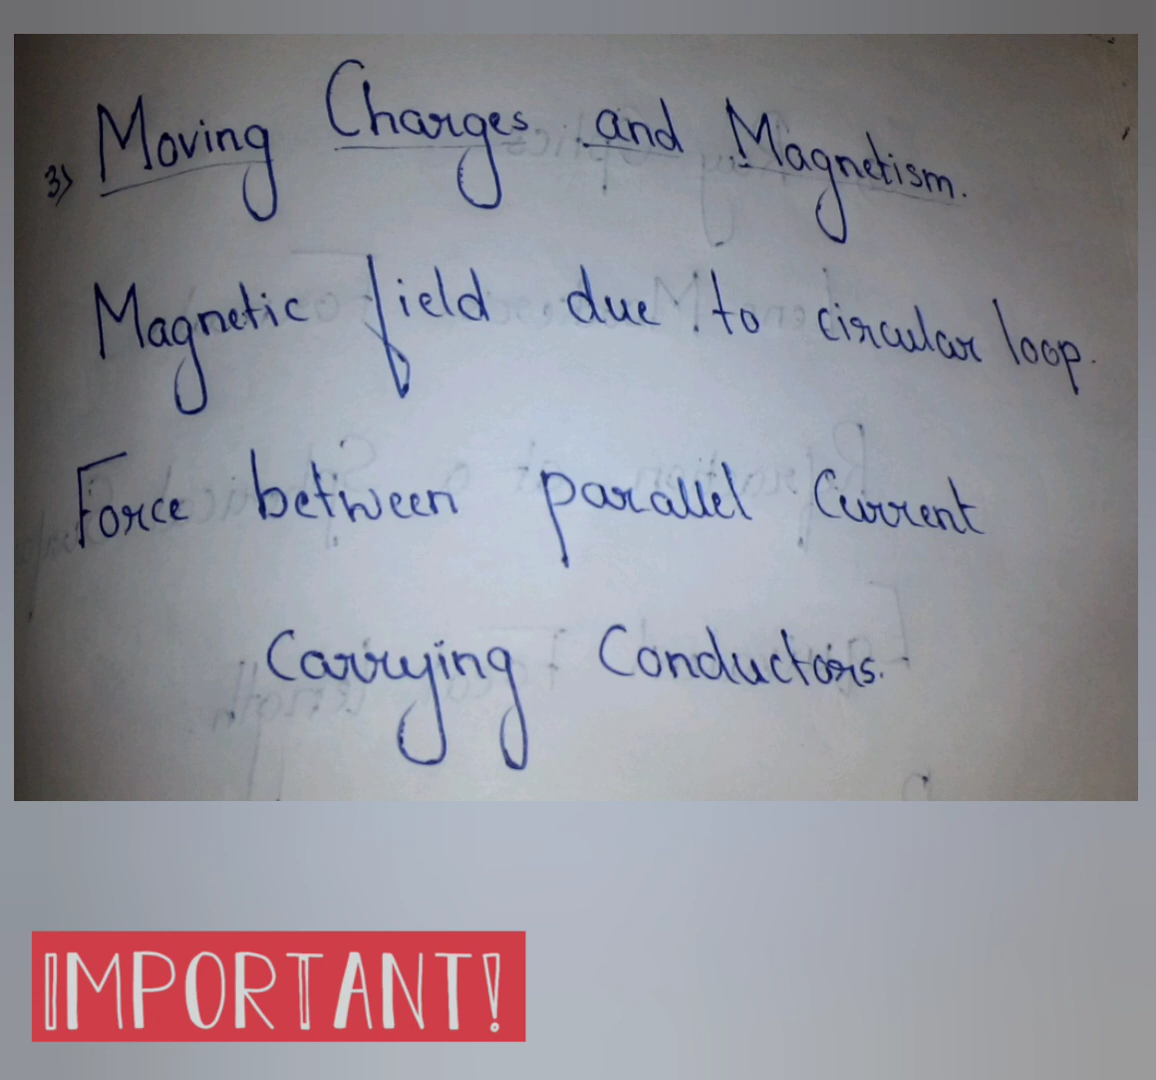 3) Moving Charges and Magnetism.
Magnetic field due to circular loop.
Force between parallel Current
Carrying Conductors.
IMPORTANT!